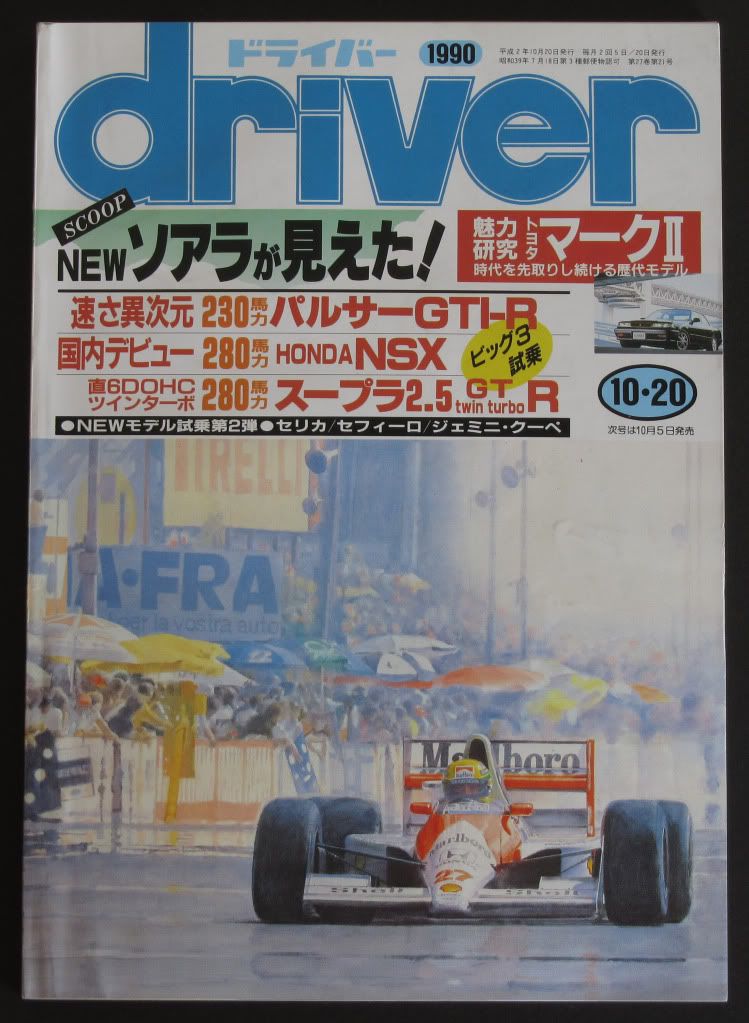 ドライバー 1990
平成2年10月20日発行 毎月2回5日/20日発行
昭和39年7月18日第3種郵便物認可 第27巻第21号
driver
SCOOP
NEWソアラが見えた!
魅力研究 トヨタ マークⅡ
時代を先取りし続ける歴代モデル
速さ異次元 230馬力 パルサーGTI-R
国内デビュー 280馬力 HONDA NSX
ビッグ3試乗
直6DOHCツインターボ 280馬力 スープラ2.5GT twin turbo R
10・20
次号は10月5日発売
●NEWモデル試乗第2弾●セリカ/セフィーロ/ジェミニ・クーペ
PIRELLI
A•FRA
per la vostra auto
2
Marlboro
Marlboro
HONDA
27
Shell